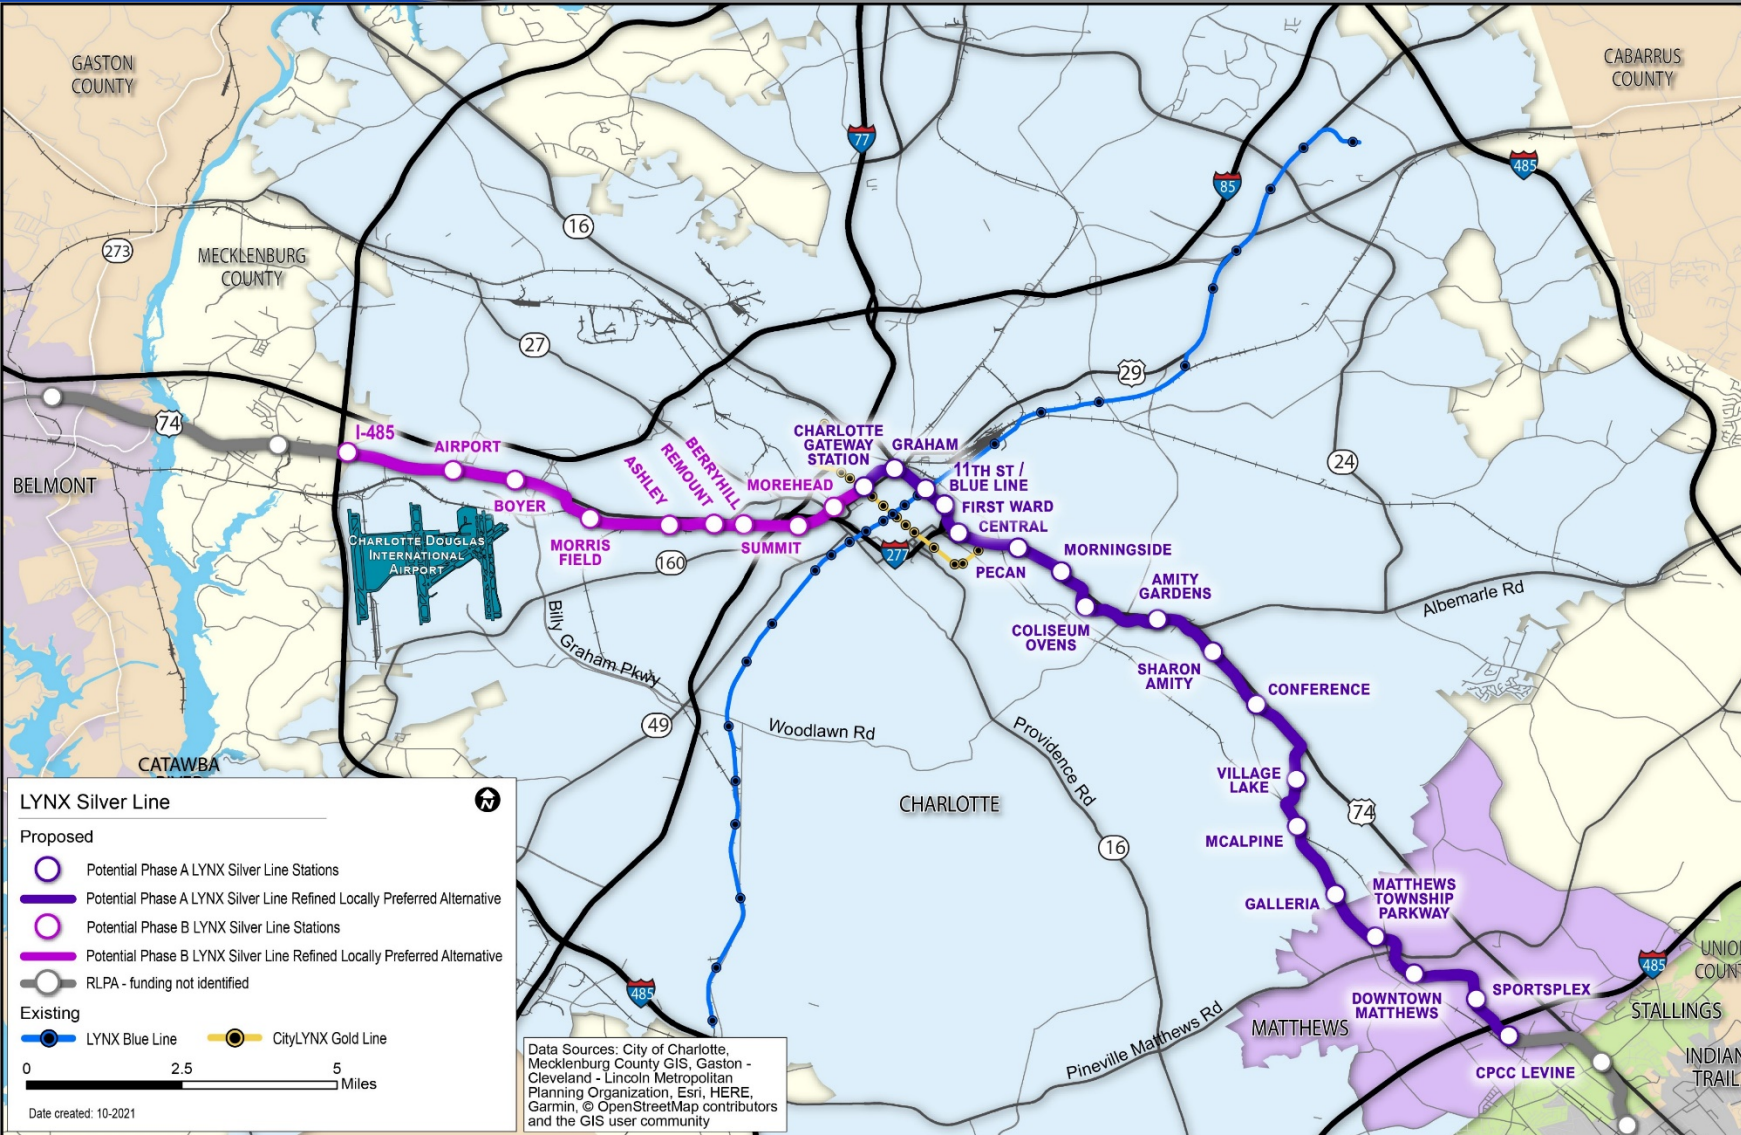 GASTON
COUNTY
CABARRUS
COUNTY
77
485
85
16
273
MECKLENBURG
COUNTY
27
29
74
I-485
AIRPORT
BERRYHILL
REMOUNT
ASHLEY
CHARLOTTE
GATEWAY
STATION
GRAHAM
11TH ST /
BLUE LINE
24
BELMONT
BOYER
MOREHEAD
FIRST WARD
CENTRAL
CHARLOTTE DOUGLAS
INTERNATIONAL
AIRPORT
MORRIS
FIELD
SUMMIT
277
160
PECAN
MORNINGSIDE
AMITY
GARDENS
Albemarle Rd
Billy Graham Pkwy
COLISEUM
OVENS
SHARON
AMITY
CONFERENCE
49
Woodlawn Rd
Providence Rd
CATAWBA
VILLAGE
LAKE
CHARLOTTE
74
MCALPINE
16
GALLERIA
MATTHEWS
TOWNSHIP
PARKWAY
485
485
DOWNTOWN
MATTHEWS
SPORTSPLEX
STALLINGS
MATTHEWS
Pineville Matthews Rd
CPCC LEVINE
INDIAN
TRAIL
LYNX Silver Line
N
Proposed
Potential Phase A LYNX Silver Line Stations
Potential Phase A LYNX Silver Line Refined Locally Preferred Alternative
Potential Phase B LYNX Silver Line Stations
Potential Phase B LYNX Silver Line Refined Locally Preferred Alternative
RLPA - funding not identified
Existing
LYNX Blue Line CityLYNX Gold Line
0 2.5 5
Miles
Date created: 10-2021
Data Sources: City of Charlotte,
Mecklenburg County GIS, Gaston -
Cleveland - Lincoln Metropolitan
Planning Organization, Esri, HERE,
Garmin, © OpenStreetMap contributors
and the GIS user community